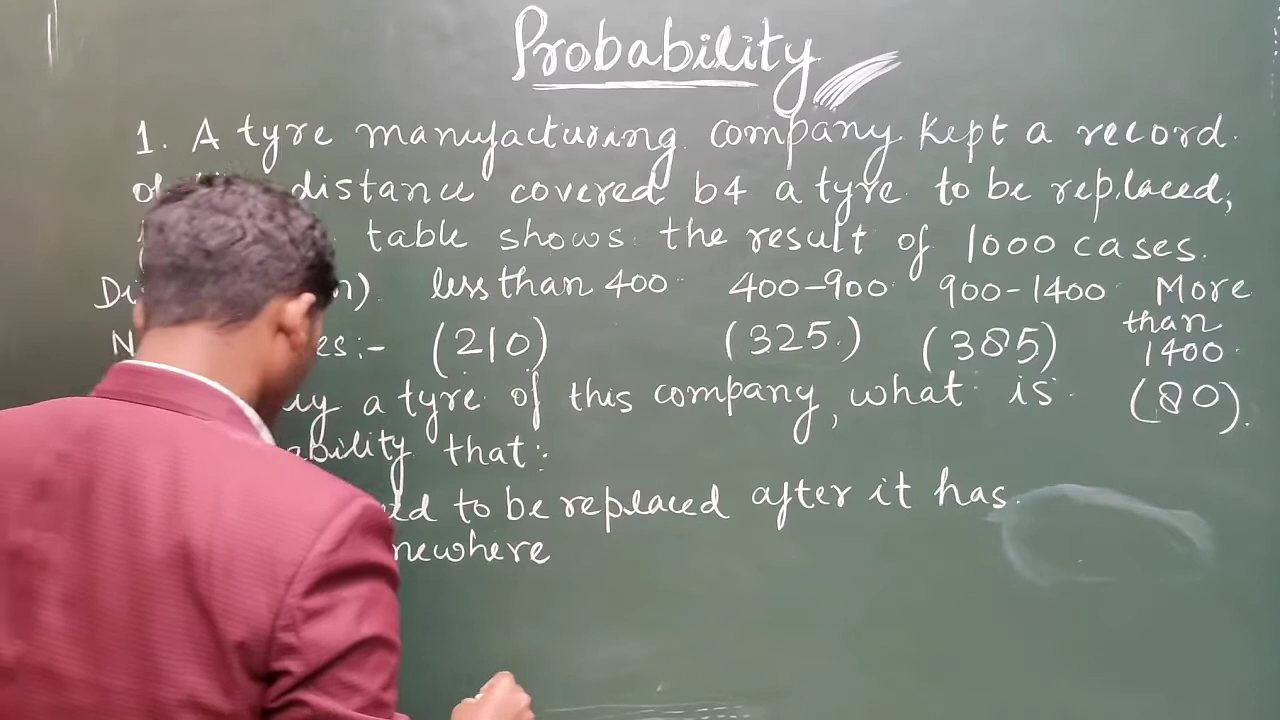 Probability
1. A tyre manufacturing company kept a record
of distance covered b4 a tyre to be replaced,
table shows the result of 1000 cases.
less than 400 400-900 900-1400 More
than
1400
(210) (325) (385)
a tyre of this company, what is (80).
that:
to be replaced after it has